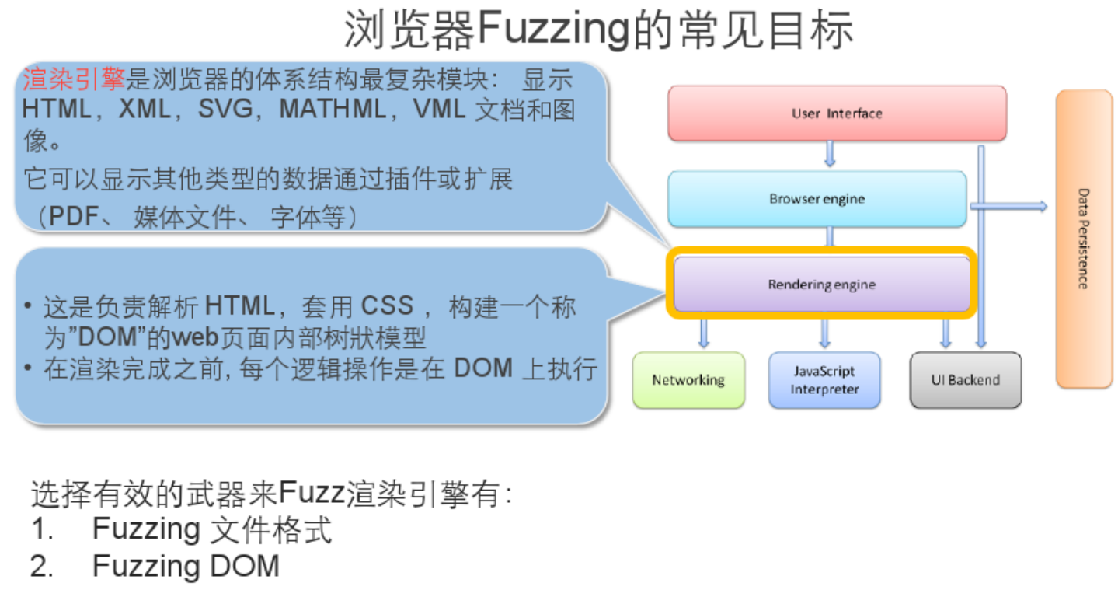 浏览器Fuzzing的常见目标
渲染引擎是浏览器的体系结构最复杂模块： 显示
HTML，XML，SVG，MATHML，VML 文档和图
像。
它可以显示其他类型的数据通过插件或扩展
（PDF、 媒体文件、 字体等）
• 这是负责解析 HTML，套用 CSS ，构建一个称
为”DOM”的web页面内部树狀模型
• 在渲染完成之前, 每个逻辑操作是在 DOM 上执行
User Interface
Browser engine
Rendering engine
Networking
JavaScript
Interpreter
UI Backend
Data Persistence
选择有效的武器来Fuzz渲染引擎有：
1. Fuzzing 文件格式
2. Fuzzing DOM